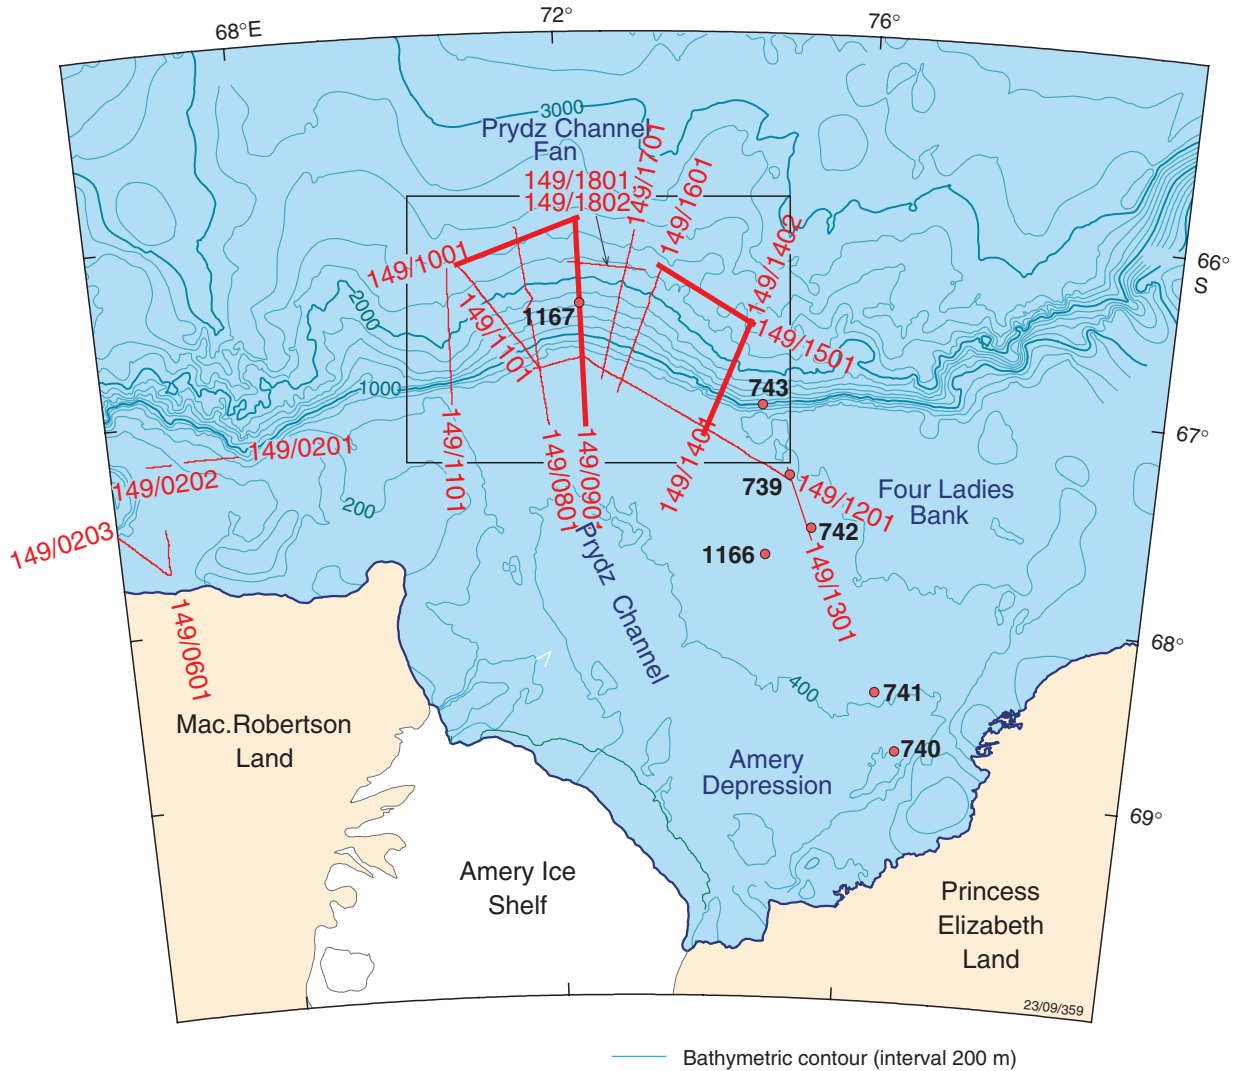 68°E
72°
76°
3000
Prydz Channel
Fan
149/1701
149/1801,
149/1802
149/1601
149/1402
149/1001
66°
S
2000
1167
149/1101
149/1501
1000
743
67°
149/0201
149/0202
149/1101
149/0801
149/0901
149/1401
739
149/1201
Four Ladies
Bank
200
742
149/0203
1166
149/1301
Prydz Channel
149/0601
68°
400
741
Mac.Robertson
Land
740
Amery
Depression
69°
Amery Ice
Shelf
Princess
Elizabeth
Land
23/09/359
Bathymetric contour (interval 200 m)